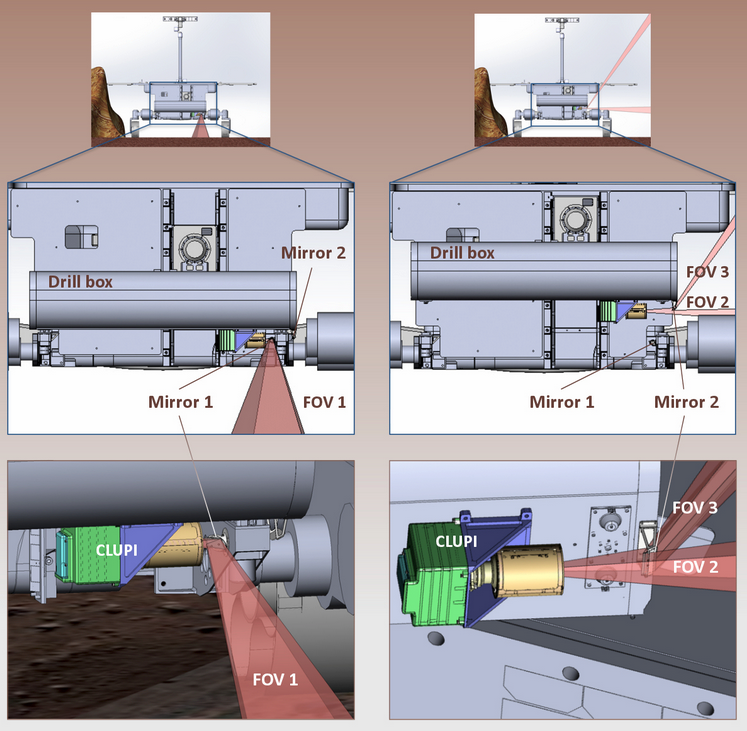 Mirror 2
Drill box
Mirror 1
FOV 1
CLUPI
FOV 1
Drill box
FOV 3
FOV 2
Mirror 1
Mirror 2
CLUPI
FOV 3
FOV 2